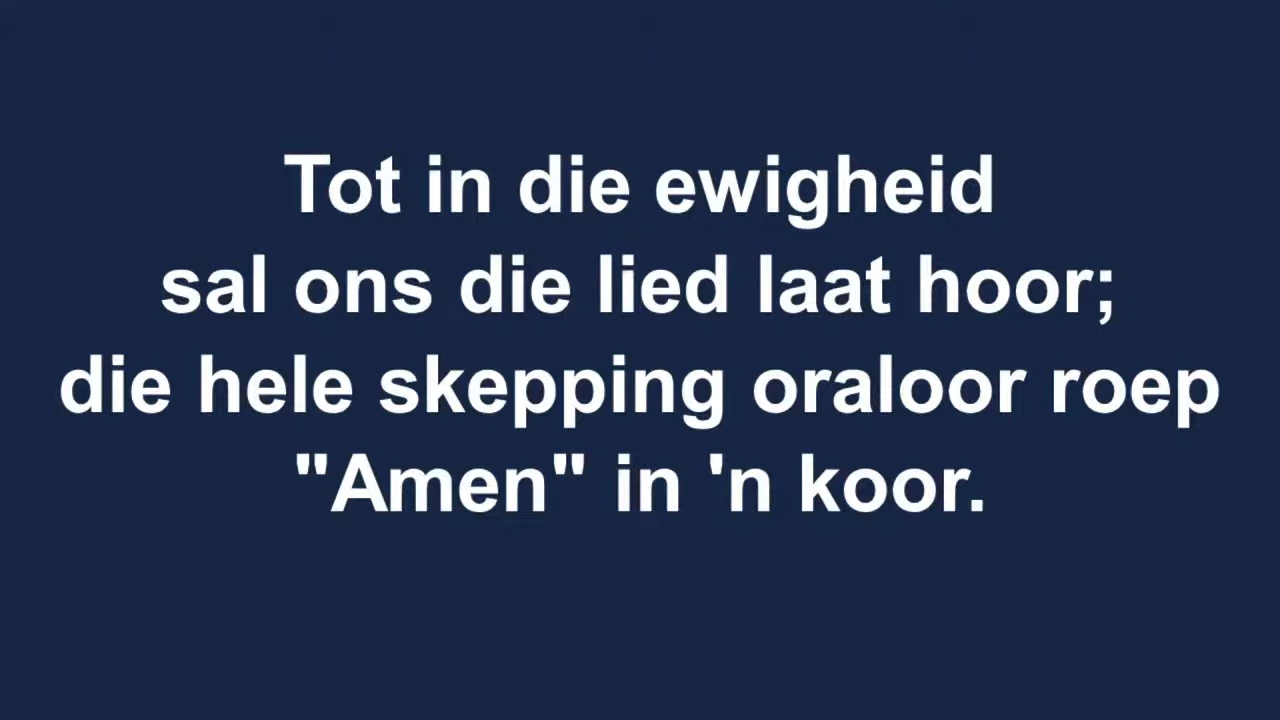 Tot in die ewigheid
sal ons die lied laat hoor;
die hele skepping oraloor roep
"Amen" in 'n koor.